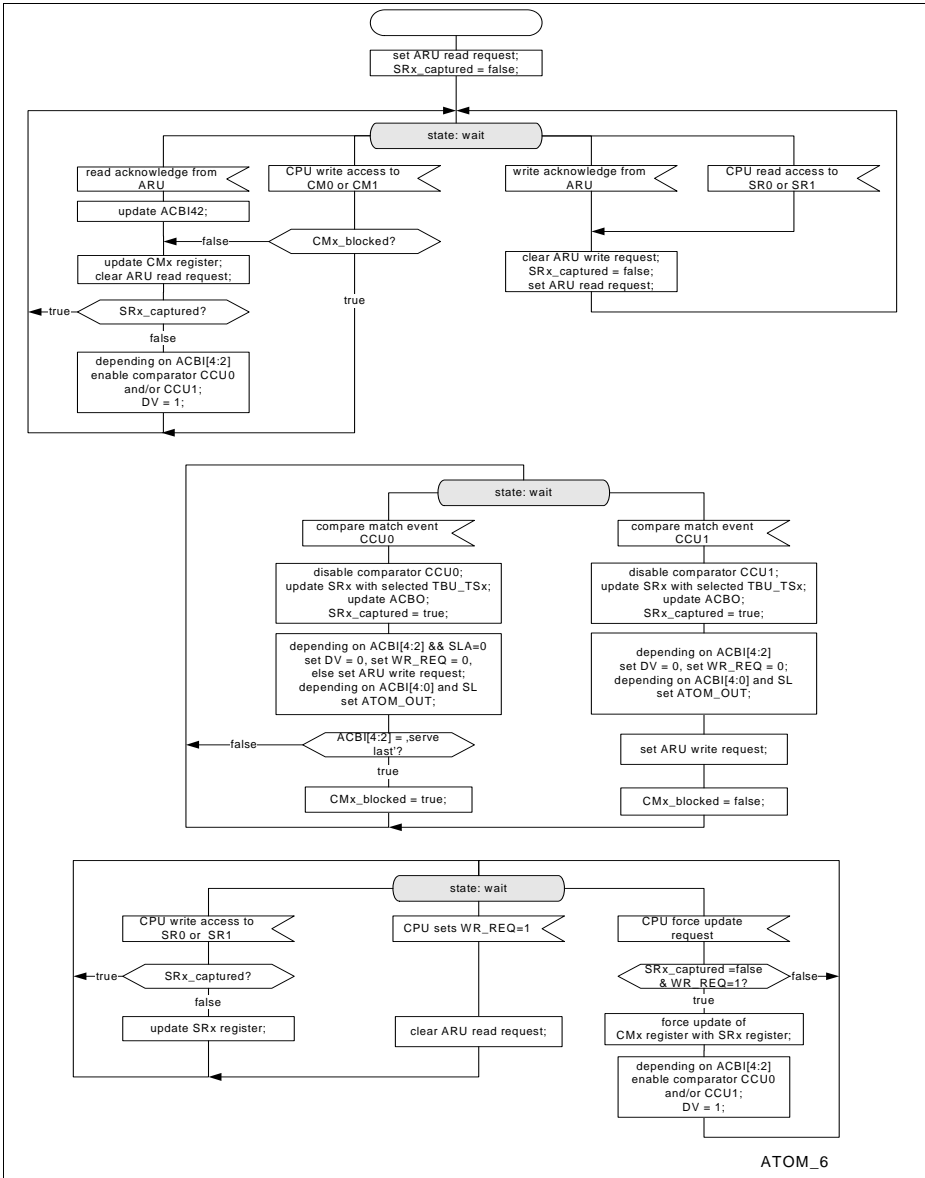 set ARU read request;
SRx_captured = false;
state: wait
read acknowledge from
ARU
CPU write access to
CM0 or CM1
write acknowledge from
ARU
CPU read access to
SR0 or SR1
update ACBI42;
false
CMx_blocked?
update CMx register;
clear ARU read request;
clear ARU write request;
SRx_captured = false;
set ARU read request;
true
true
SRx_captured?
false
depending on ACBI[4:2]
enable comparator CCU0
and/or CCU1;
DV = 1;
state: wait
compare match event
CCU0
compare match event
CCU1
disable comparator CCU0;
update SRx with selected TBU_TSx;
update ACBO;
SRx_captured = true;
disable comparator CCU1;
update SRx with selected TBU_TSx;
update ACBO;
SRx_captured = true;
depending on ACBI[4:2] && SLA=0
set DV = 0, set WR_REQ = 0,
else set ARU write request;
depending on ACBI[4:0] and SL
set ATOM_OUT;
depending on ACBI[4:2]
set DV = 0, set WR_REQ = 0;
depending on ACBI[4:0] and SL
set ATOM_OUT;
false
ACBI[4:2] = ‚serve
last’?
set ARU write request;
true
CMx_blocked = true;
CMx_blocked = false;
state: wait
CPU write access to
SR0 or SR1
CPU sets WR_REQ=1
CPU force update
request
true
SRx_captured?
SRx_captured =false
& WR_REQ=1?
false
false
true
update SRx register;
clear ARU read request;
force update of
CMx register with SRx register;
depending on ACBI[4:2]
enable comparator CCU0
and/or CCU1;
DV = 1;
ATOM_6